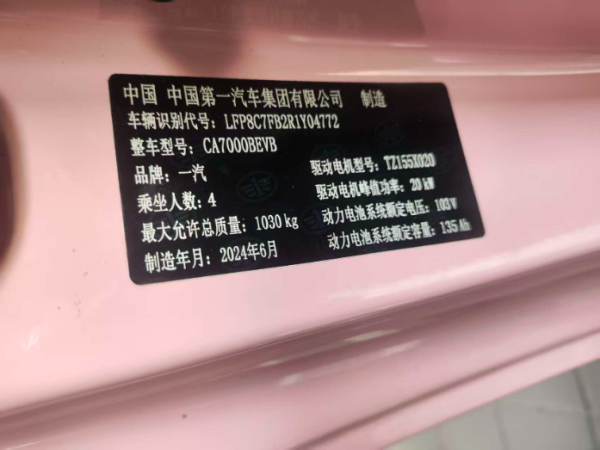 中国 中国第一汽车集团有限公司 制造
车辆识别代号：LFP8C7FB2R1Y04772
整车型号：CA7000BEVB
品牌：一汽
驱动电机型号：TZ155X020
乘坐人数：4
驱动电机峰值功率：20 kW
最大允许总质量：1030 kg
动力电池系统额定电压：103 V
制造年月：2024年6月
动力电池系统额定容量：135 Ah